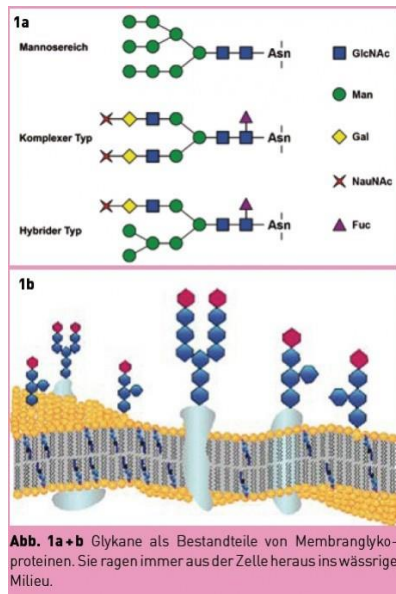 1a
Mannosereich
Asn
GlcNAc
Man
Komplexer Typ
Asn
Gal
NauNAc
Hybrider Typ
Asn
Fuc
1b
Abb. 1a+b Glykane als Bestandteile von Membranglyko-
proteinen. Sie ragen immer aus der Zelle heraus ins wässrige
Milieu.